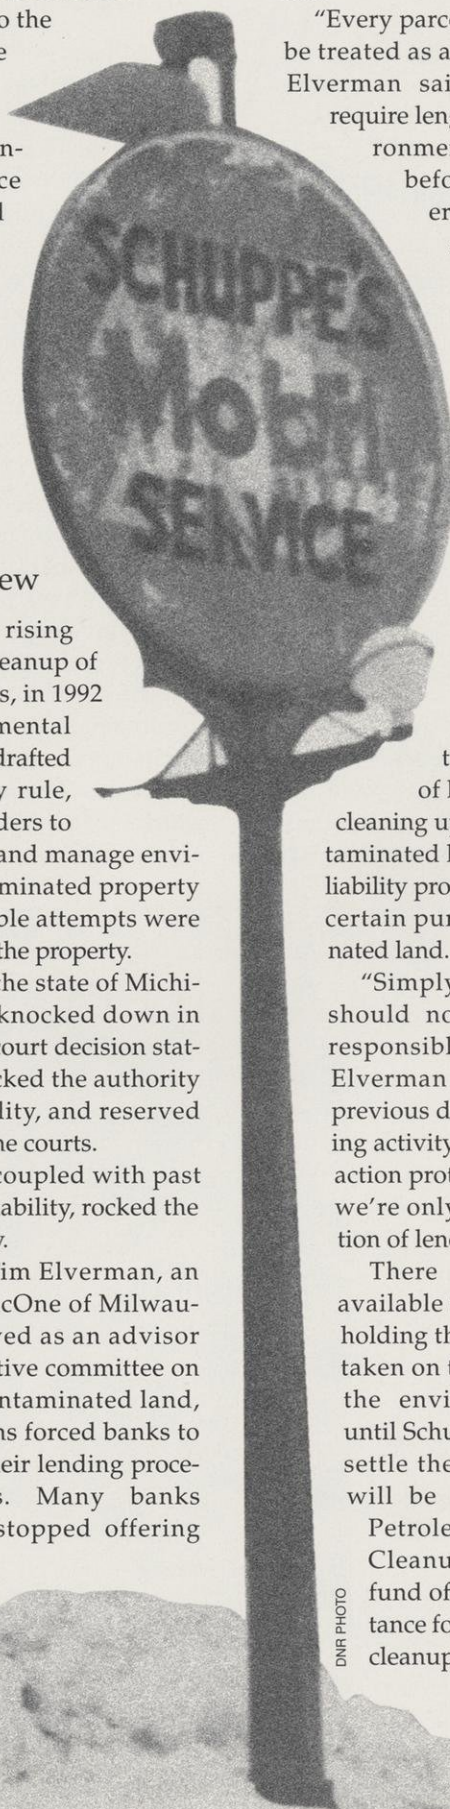 o the
e
n-
ce
SCHUPPE'S
Mobil
SERVICE
ew
rising
eanup of
s, in 1992
mental
drafted
y rule,
ders to
and manage envi-
minated property
ble attempts were
the property.
the state of Michi-
knocked down in
court decision stat-
cked the authority
lity, and reserved
he courts.
coupled with past
ability, rocked the
y.
im Elverman, an
cOne of Milwau-
ved as an advisor
tive committee on
ntaminated land,
ns forced banks to
eir lending proce-
s. Many banks
stopped offering
"Every parc
be treated as a
Elverman sai
require leng
ronme
befo
er
t
of l
cleaning u
taminated l
liability pro
certain pur
nated land.
"Simply
should no
responsibl
Elverman
previous d
ing activity
action prot
we're only
tion of len
There
available
holding th
taken on t
the envi
until Schu
settle the
will be
Petrole
Cleanu
fund of
tance fo
cleanup
DNR PHOTO